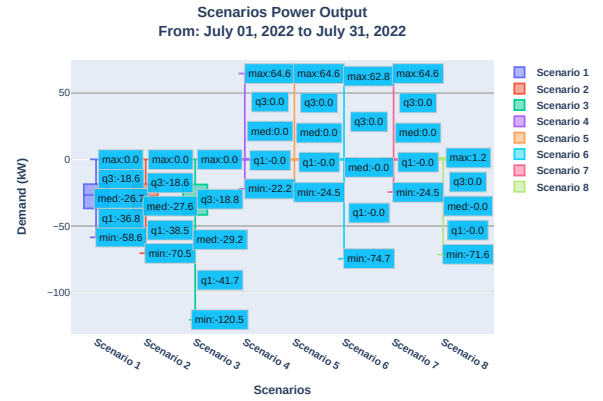 Scenarios Power Output
From: July 01, 2022 to July 31, 2022
Demand (kW)
50
0
−50
−100
max:0.0
q3:-18.6
med:-26.7
q1:-36.8
min:-58.6
max:0.0
q3:-18.6
med:-27.6
q1:-38.5
min:-70.5
max:0.0
q3:-18.8
med:-29.2
q1:-41.7
min:-120.5
max:64.6
q3:0.0
med:0.0
q1:-0.0
min:-22.2
max:64.6
q3:0.0
med:0.0
q1:-0.0
min:-24.5
max:62.8
q3:0.0
med:-0.0
q1:-0.0
min:-74.7
max:64.6
q3:0.0
med:0.0
q1:-0.0
min:-24.5
max:1.2
q3:0.0
med:-0.0
q1:-0.0
min:-71.6
Scenario 1
Scenario 2
Scenario 3
Scenario 4
Scenario 5
Scenario 6
Scenario 7
Scenario 8
Scenarios
Scenario 1
Scenario 2
Scenario 3
Scenario 4
Scenario 5
Scenario 6
Scenario 7
Scenario 8